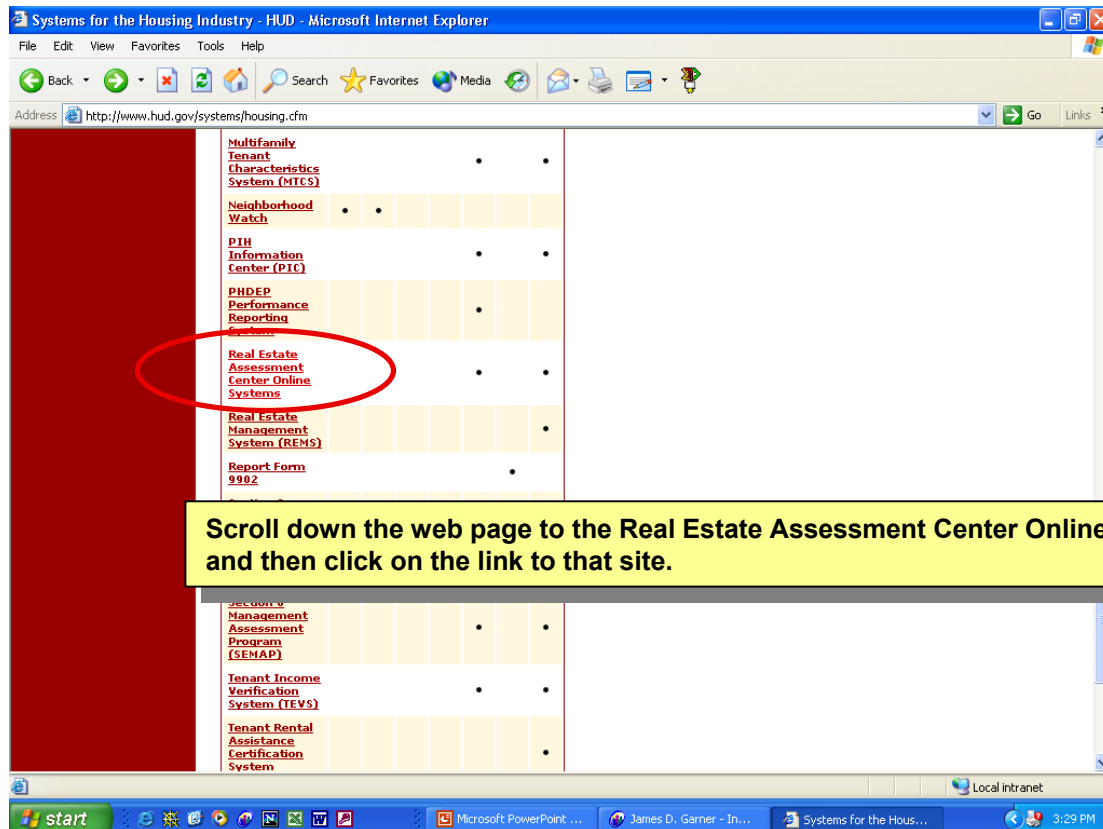 Systems for the Housing Industry - HUD - Microsoft Internet Explorer
File Edit View Favorites Tools Help
Back Search Favorites Media
Address http://www.hud.gov/systems/housing.cfm Go Links
Multifamily
Tenant
Characteristics
System (MTCS)
Neighborhood
Watch
PIH
Information
Center (PIC)
PHDEP
Performance
Reporting
System
Real Estate
Assessment
Center Online
Systems
Real Estate
Management
System (REMS)
Report Form
9902
Scroll down the web page to the Real Estate Assessment Center Online
and then click on the link to that site.
Section 8
Management
Assessment
Program
(SEMAP)
Tenant Income
Verification
System (TEVS)
Tenant Rental
Assistance
Certification
System
Local intranet
start Microsoft PowerPoint ... James D. Garner - In... Systems for the Hous... 3:29 PM